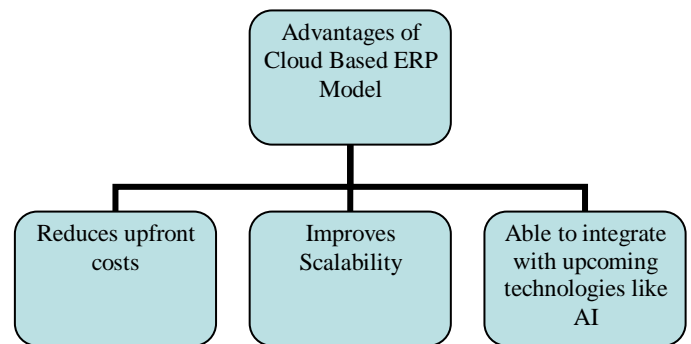 Advantages of
Cloud Based ERP
Model
Reduces upfront
costs
Improves
Scalability
Able to integrate
with upcoming
technologies like
AI